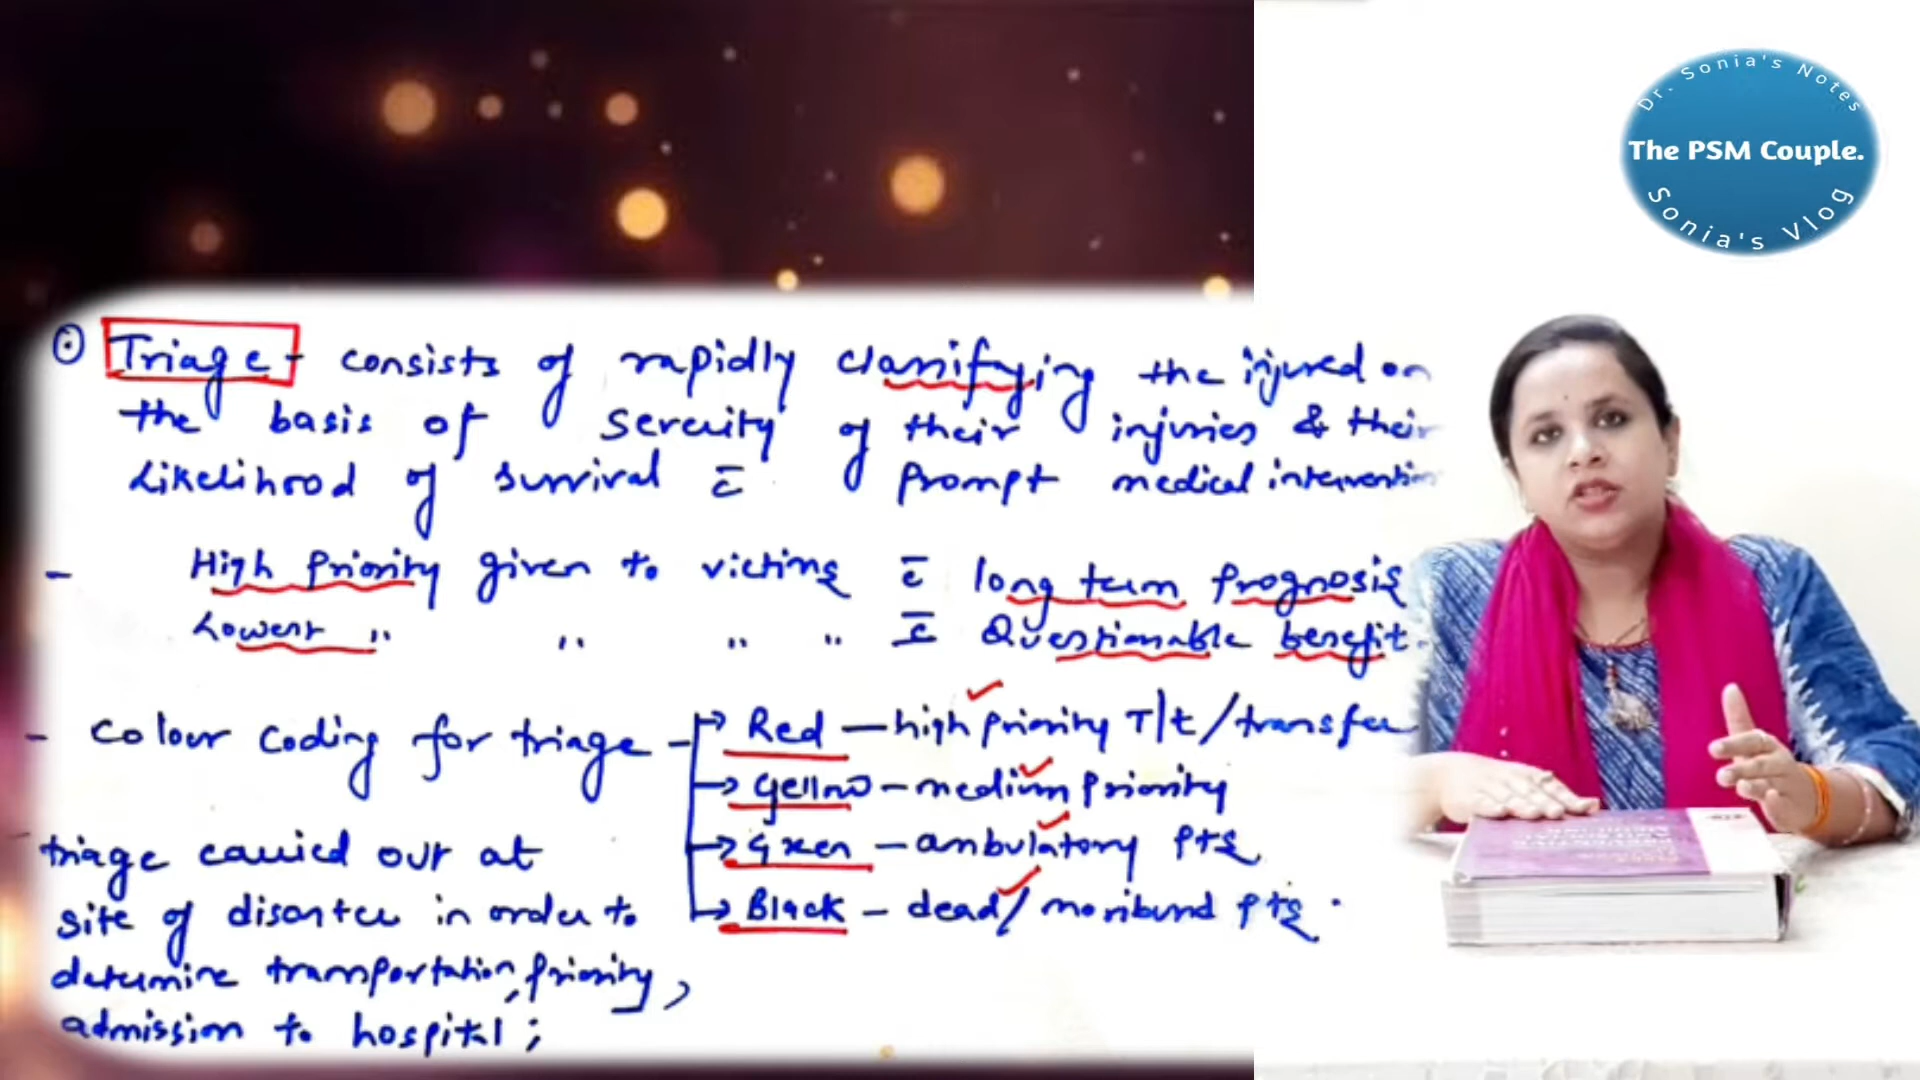 Dr. Sonia's Notes
The PSM Couple.
Sonia's Vlog
Triage - consists of rapidly classifying the injured on
the basis of severity of their injuries & their
Likelihood of survival c̄ prompt medical intervention
- High Priority given to victims c̄ long term prognosis
Lowest " " " " c̄ Questionable benefit.
- Colour coding for triage → Red — high priority T/t / transfer
→ Yellow — medium Priority
→ Green — ambulatory pts
→ Black — dead / moribund pts.
- triage carried out at
site of disaster in order to
determine transportation, priority,
admission to hospital;